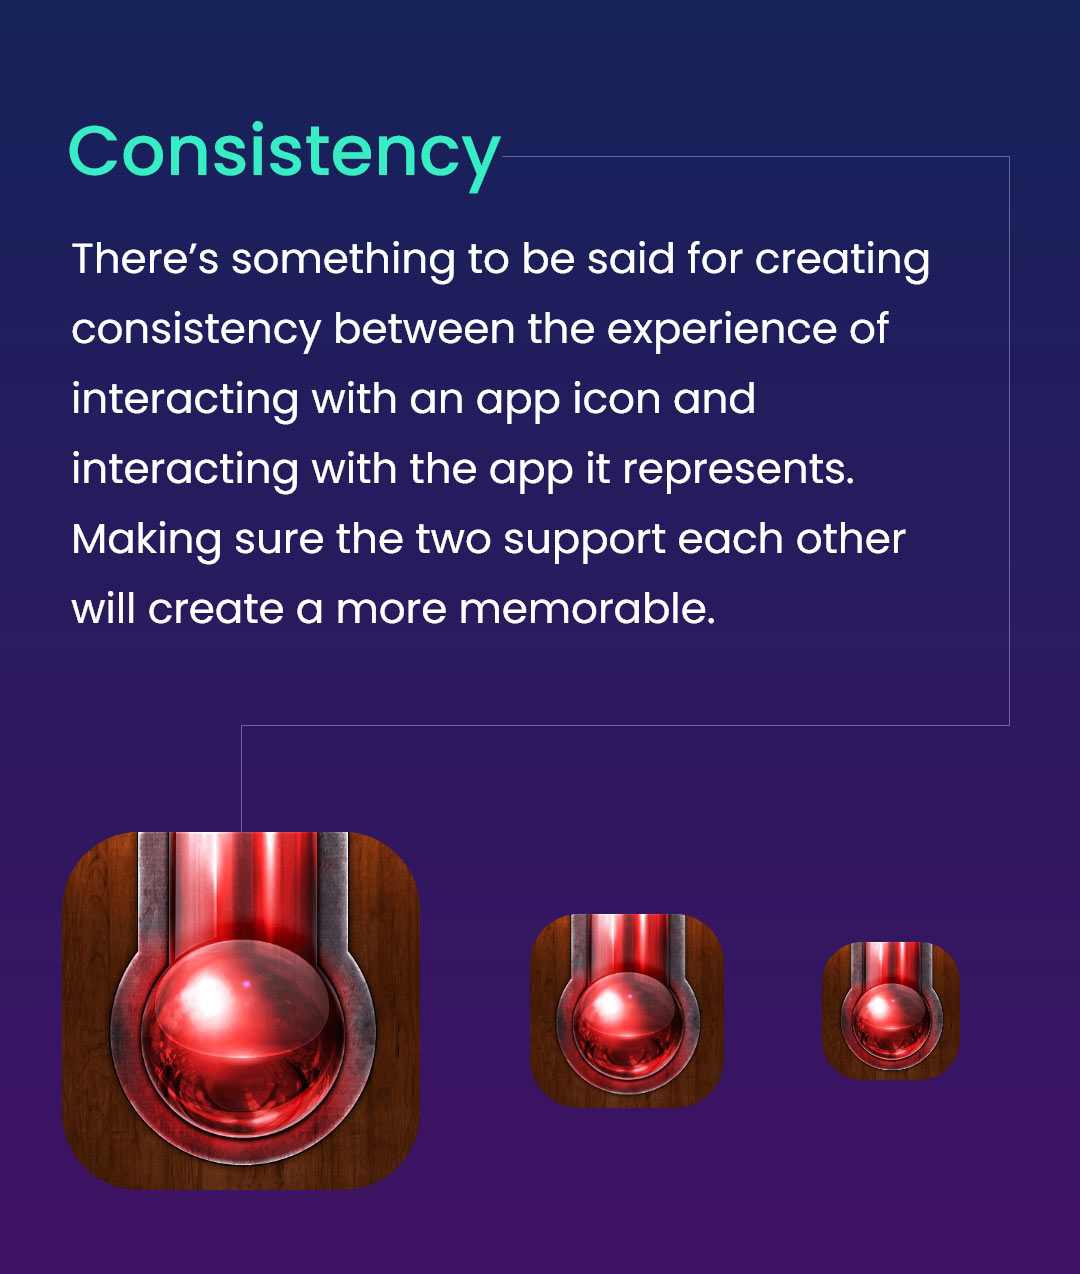 Consistency
There’s something to be said for creating
consistency between the experience of
interacting with an app icon and
interacting with the app it represents.
Making sure the two support each other
will create a more memorable.